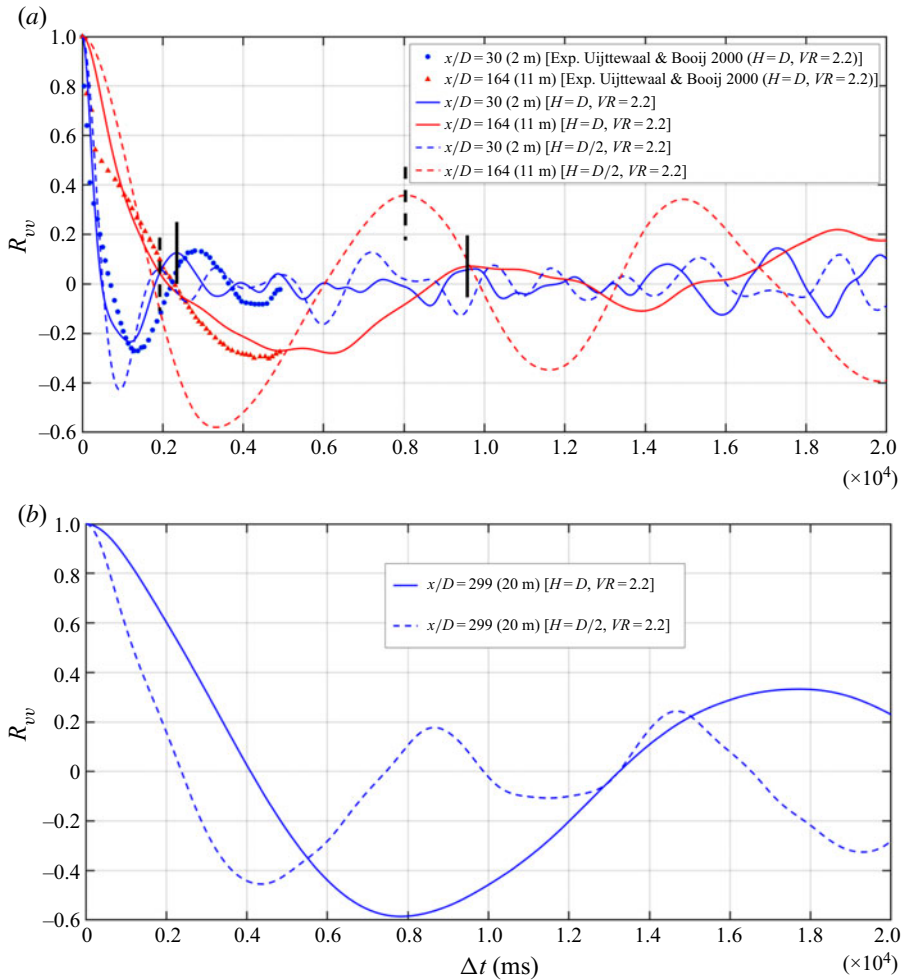 (a)
1.0
0.8
0.6
0.4
0.2
0
–0.2
–0.4
–0.6
R_vv
x/D = 30 (2 m) [Exp. Uijttewaal & Booij 2000 (H = D, VR = 2.2)]
x/D = 164 (11 m) [Exp. Uijttewaal & Booij 2000 (H = D, VR = 2.2)]
x/D = 30 (2 m) [H = D, VR = 2.2]
x/D = 164 (11 m) [H = D, VR = 2.2]
x/D = 30 (2 m) [H = D/2, VR = 2.2]
x/D = 164 (11 m) [H = D/2, VR = 2.2]
0 0.2 0.4 0.6 0.8 1.0 1.2 1.4 1.6 1.8 2.0
(×10⁴)
(b)
1.0
0.8
0.6
0.4
0.2
0
–0.2
–0.4
–0.6
R_vv
x/D = 299 (20 m) [H = D, VR = 2.2]
x/D = 299 (20 m) [H = D/2, VR = 2.2]
0 0.2 0.4 0.6 0.8 1.0 1.2 1.4 1.6 1.8 2.0
Δt (ms)
(×10⁴)